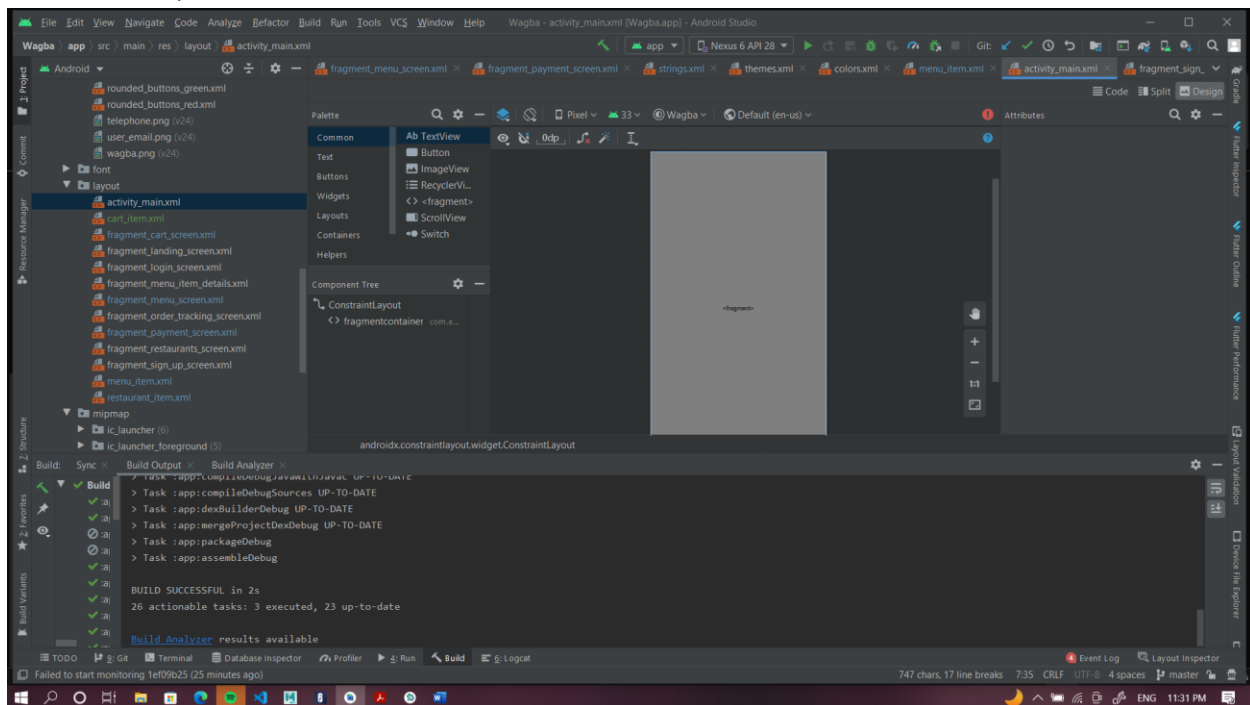 File Edit View Navigate Code Analyze Refactor Build Run Tools VCS Window Help Wagba - activity_main.xml [Wagba.app] - Android Studio
Wagba app src main res layout activity_main.xml app Nexus 6 API 28 Git:
Android fragment_menu_screen.xml fragment_payment_screen.xml strings.xml themes.xml colors.xml menu_item.xml activity_main.xml fragment_sign_
Code Split Design
rounded_buttons_green.xml
rounded_buttons_red.xml
telephone.png (v24)
user_email.png (v24)
wagba.png (v24)
font
layout
activity_main.xml
cart_item.xml
fragment_cart_screen.xml
fragment_landing_screen.xml
fragment_login_screen.xml
fragment_menu_item_details.xml
fragment_menu_screen.xml
fragment_order_tracking_screen.xml
fragment_payment_screen.xml
fragment_restaurants_screen.xml
fragment_sign_up_screen.xml
menu_item.xml
restaurant_item.xml
mipmap
ic_launcher (6)
ic_launcher_foreground (5)
Palette
Common
Text
Buttons
Widgets
Layouts
Containers
Helpers
Ab TextView
Button
ImageView
RecyclerVi...
<fragment>
ScrollView
Switch
Component Tree
ConstraintLayout
fragmentcontainer com.e...
Pixel 33 Wagba Default (en-us)
0dp
<fragment>
1:1
androidx.constraintlayout.widget.ConstraintLayout
Attributes
1: Project
Commit
Resource Manager
Z: Structure
2: Favorites
Build Variants
Gradle
Flutter Inspector
Flutter Outline
Flutter Performance
Layout Validation
Device File Explorer
Build: Sync Build Output Build Analyzer
Build
:a
:a
:a
:a
:a
:a
:a
:a
:a
> Task :app:compileDebugJavaWithJavac UP-TO-DATE
> Task :app:compileDebugSources UP-TO-DATE
> Task :app:dexBuilderDebug UP-TO-DATE
> Task :app:mergeProjectDexDebug UP-TO-DATE
> Task :app:packageDebug
> Task :app:assembleDebug
BUILD SUCCESSFUL in 2s
26 actionable tasks: 3 executed, 23 up-to-date
Build Analyzer results available
TODO 9: Git Terminal Database Inspector Profiler 4: Run Build 6: Logcat 4 Event Log Layout Inspector
Failed to start monitoring 1ef09b25 (25 minutes ago) 747 chars, 17 line breaks 7:35 CRLF UTF-8 4 spaces master
ENG 11:31 PM